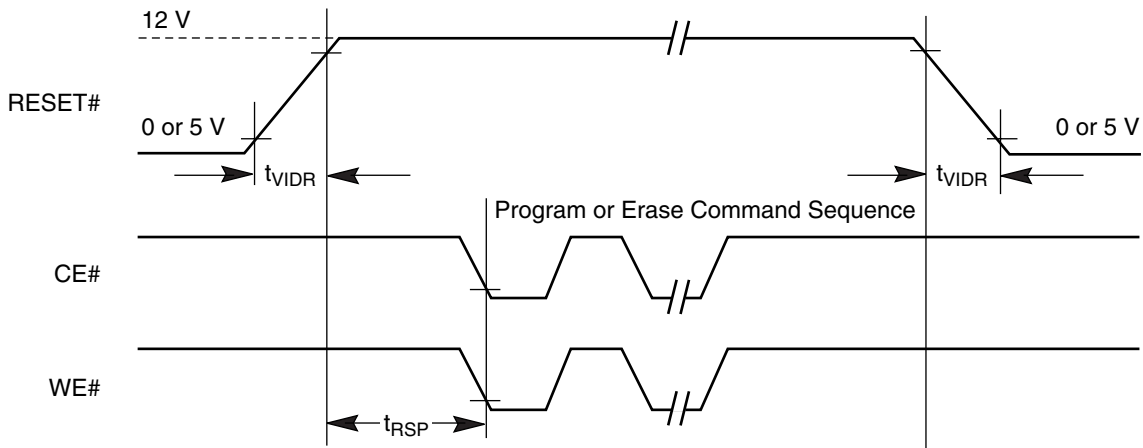 12 V
RESET#
0 or 5 V
0 or 5 V
tVIDR
tVIDR
Program or Erase Command Sequence
CE#
WE#
tRSP